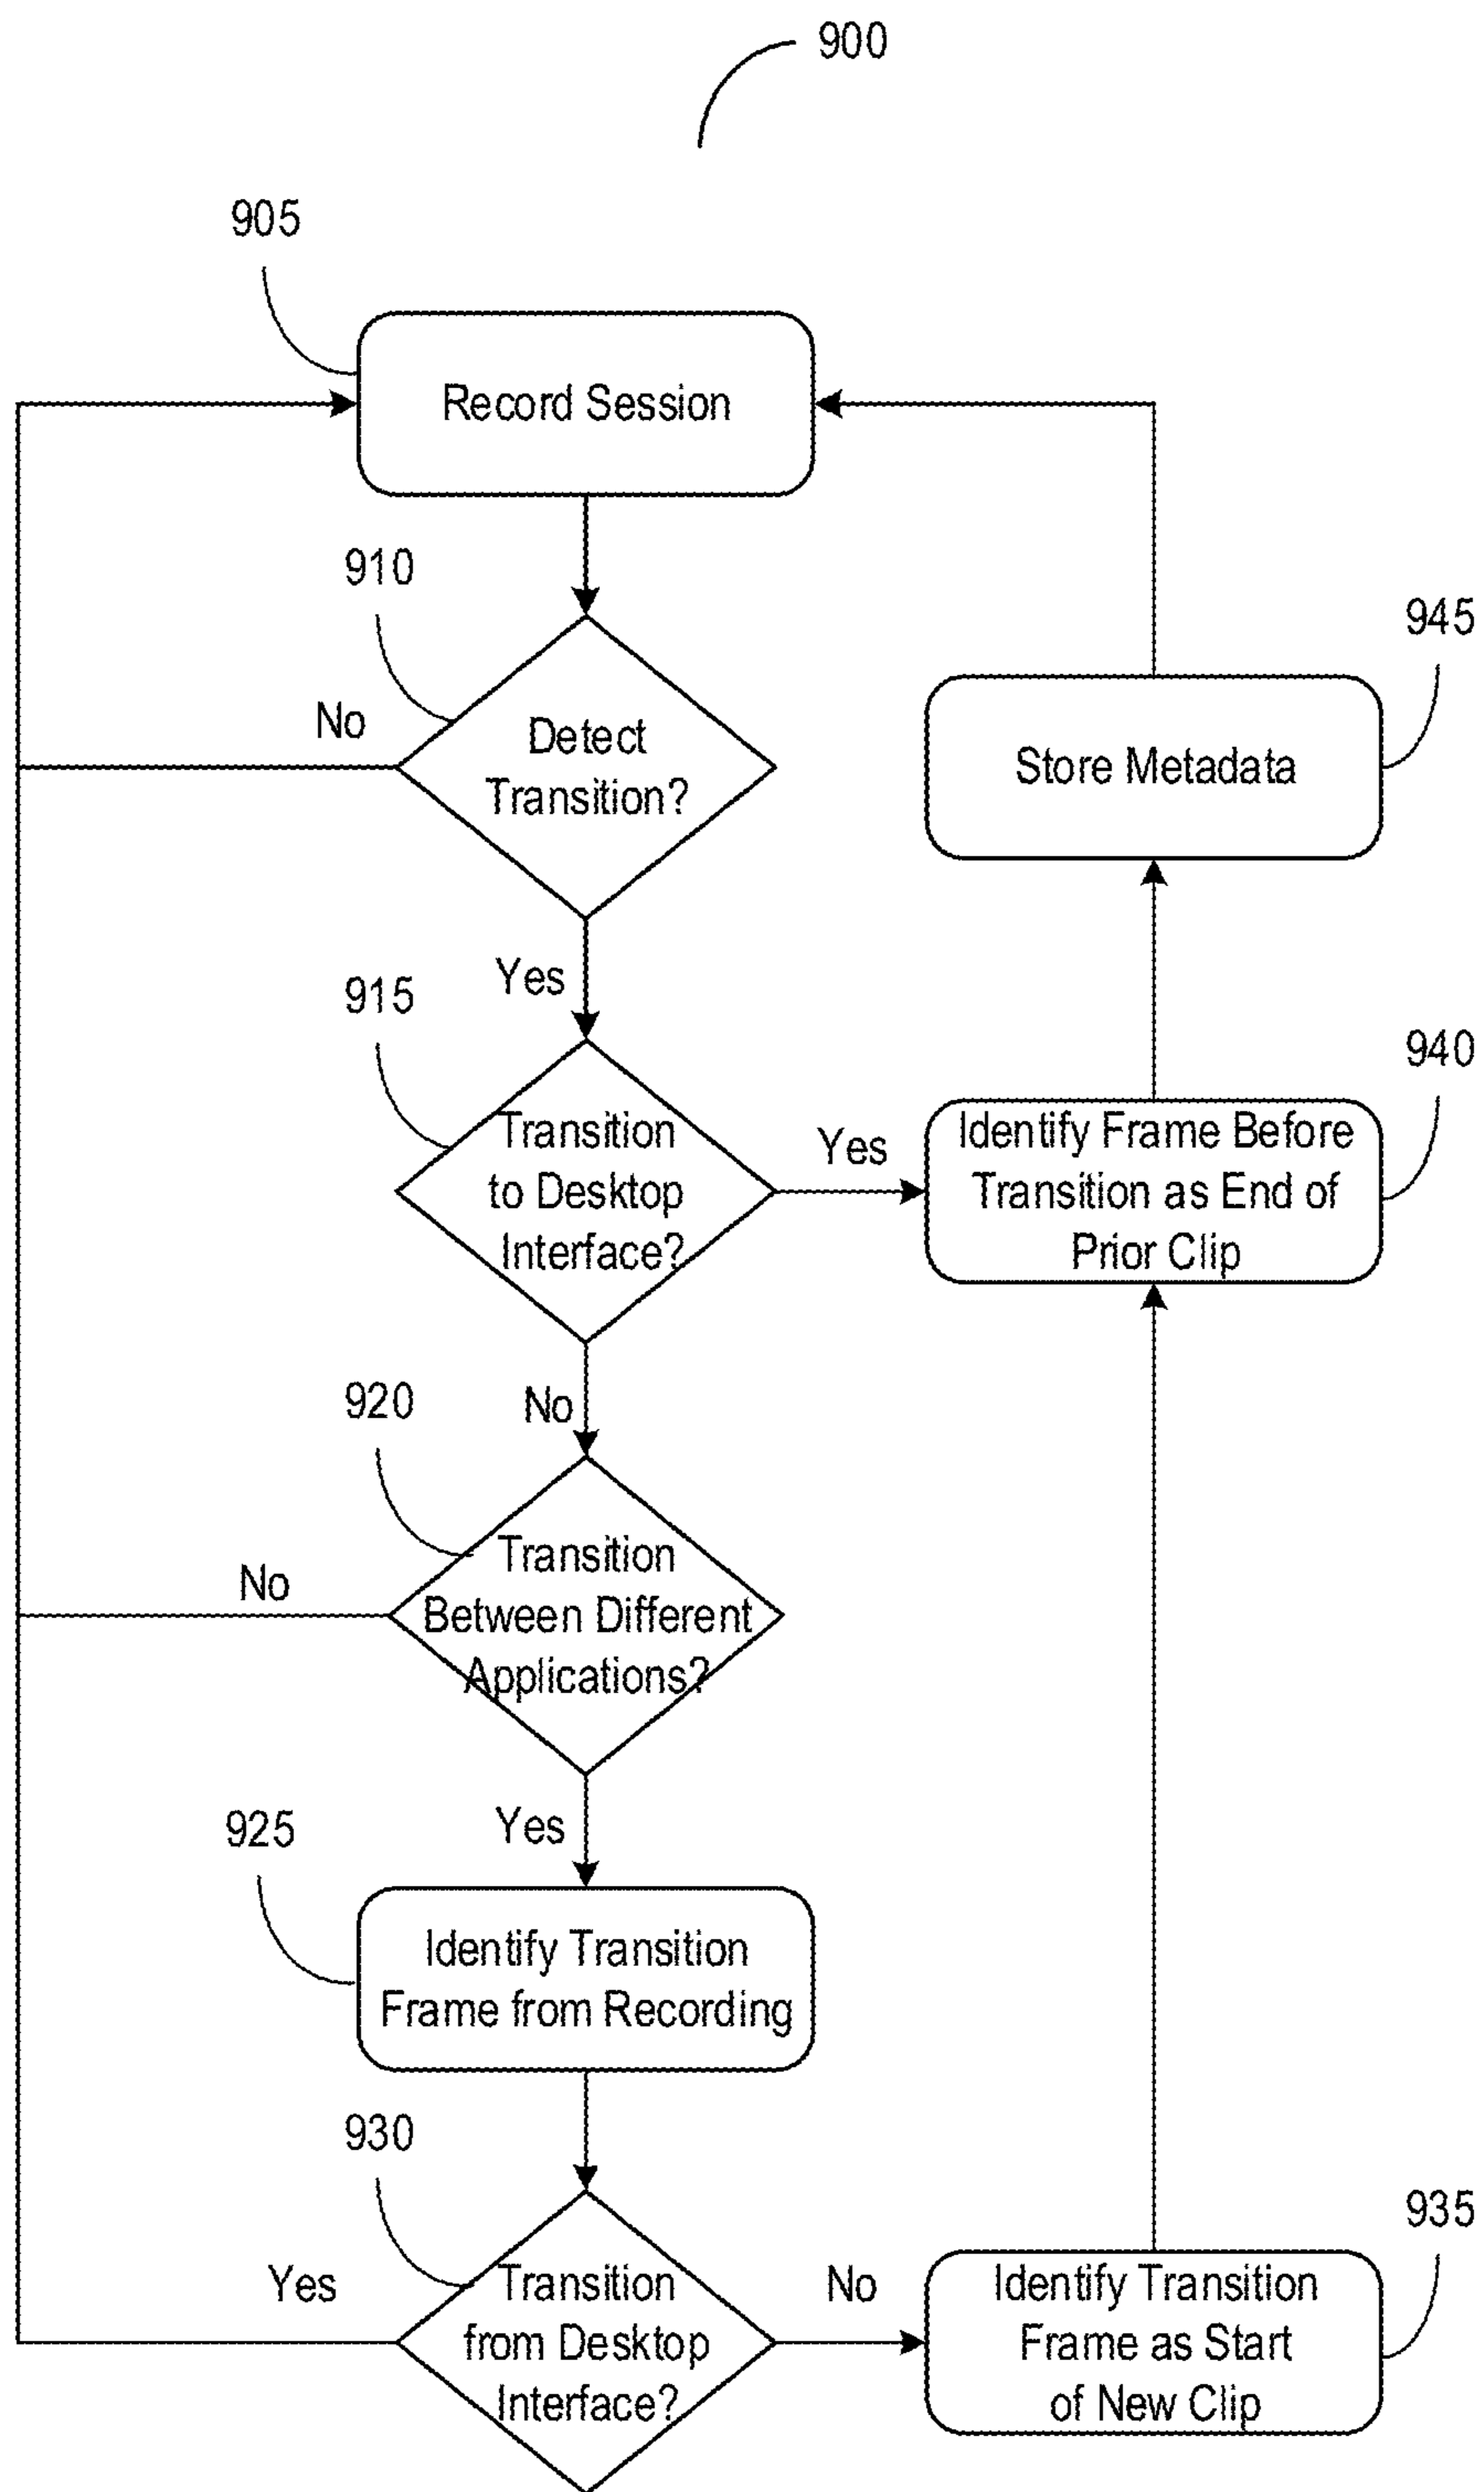 900
905
Record Session
910
No
Detect
Transition?
945
Store Metadata
Yes
915
Transition
to Desktop
Interface?
Yes
940
Identify Frame Before
Transition as End of
Prior Clip
No
920
Transition
Between Different
Applications?
No
Yes
925
Identify Transition
Frame from Recording
930
Yes
Transition
from Desktop
Interface?
No
935
Identify Transition
Frame as Start
of New Clip